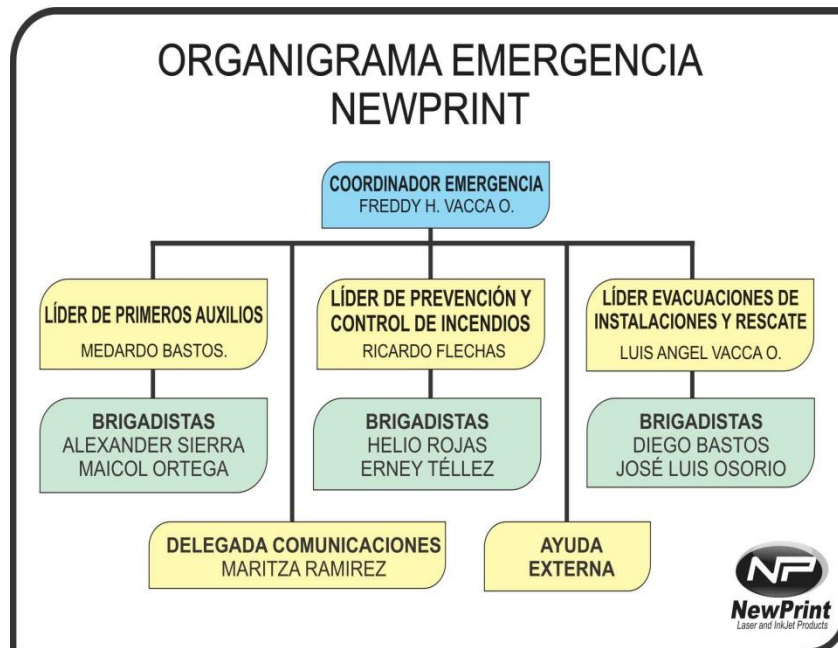 ORGANIGRAMA EMERGENCIA
NEWPRINT
COORDINADOR EMERGENCIA
FREDDY H. VACCA O.
LÍDER DE PRIMEROS AUXILIOS
MEDARDO BASTOS.
LÍDER DE PREVENCIÓN Y
CONTROL DE INCENDIOS
RICARDO FLECHAS
LÍDER EVACUACIONES DE
INSTALACIONES Y RESCATE
LUIS ANGEL VACCA O.
BRIGADISTAS
ALEXANDER SIERRA
MAICOL ORTEGA
BRIGADISTAS
HELIO ROJAS
ERNEY TÉLLEZ
BRIGADISTAS
DIEGO BASTOS
JOSÉ LUIS OSORIO
DELEGADA COMUNICACIONES
MARITZA RAMIREZ
AYUDA
EXTERNA
NP
NewPrint
Laser and InkJet Products